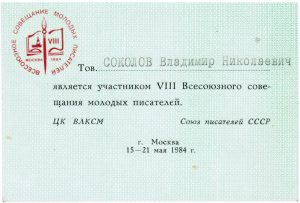 ВСЕСОЮЗНОЕ СОВЕЩАНИЕ МОЛОДЫХ ПИСАТЕЛЕЙ
VIII
МОСКВА 1984
Тов. СОКОЛОВ Владимир Николаевич
является участником VIII Всесоюзного сове-
щания молодых писателей.
ЦК ВЛКСМ Союз писателей СССР
г. Москва
15—21 мая 1984 г.